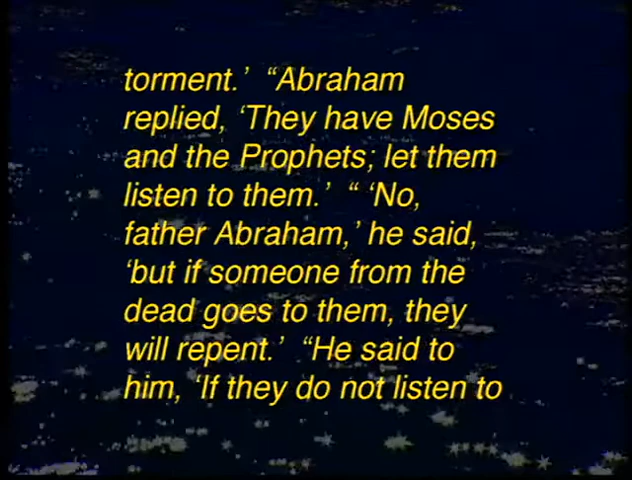 torment.’ “Abraham
replied, ‘They have Moses
and the Prophets; let them
listen to them.’ “ ‘No,
father Abraham,’ he said,
‘but if someone from the
dead goes to them, they
will repent.’ “He said to
him, ‘If they do not listen to